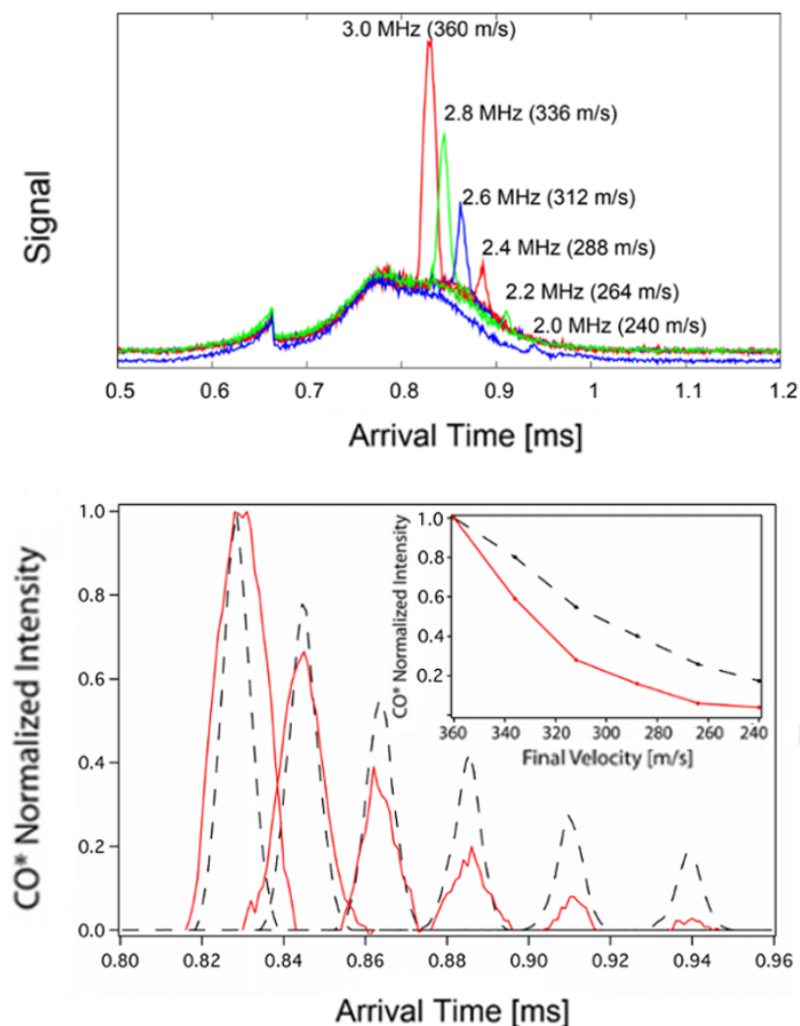 3.0 MHz (360 m/s)
2.8 MHz (336 m/s)
2.6 MHz (312 m/s)
2.4 MHz (288 m/s)
2.2 MHz (264 m/s)
2.0 MHz (240 m/s)
Signal
0.5 0.6 0.7 0.8 0.9 1 1.1 1.2
Arrival Time [ms]
CO* Normalized Intensity
1.0
0.8
0.6
0.4
0.2
0.0
0.80 0.82 0.84 0.86 0.88 0.90 0.92 0.94 0.96
Arrival Time [ms]
CO* Normalized Intensity
1.0
0.8
0.6
0.4
0.2
360 340 320 300 280 260 240
Final Velocity [m/s]